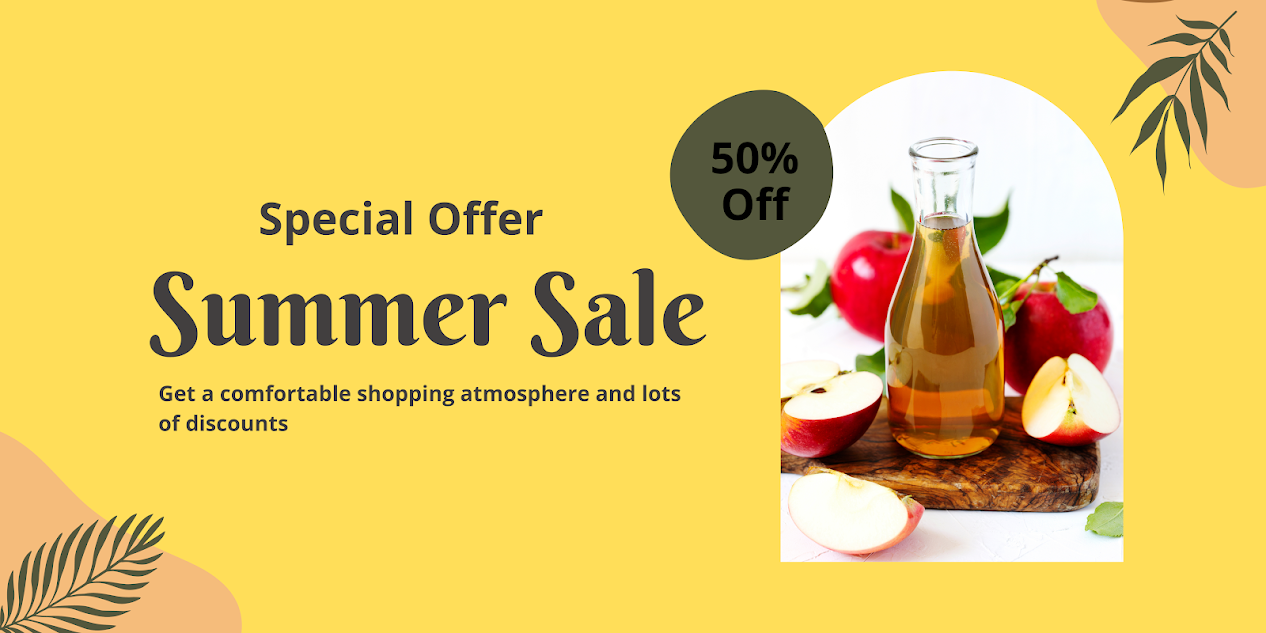 50%
Off
Special Offer
Summer Sale
Get a comfortable shopping atmosphere and lots
of discounts